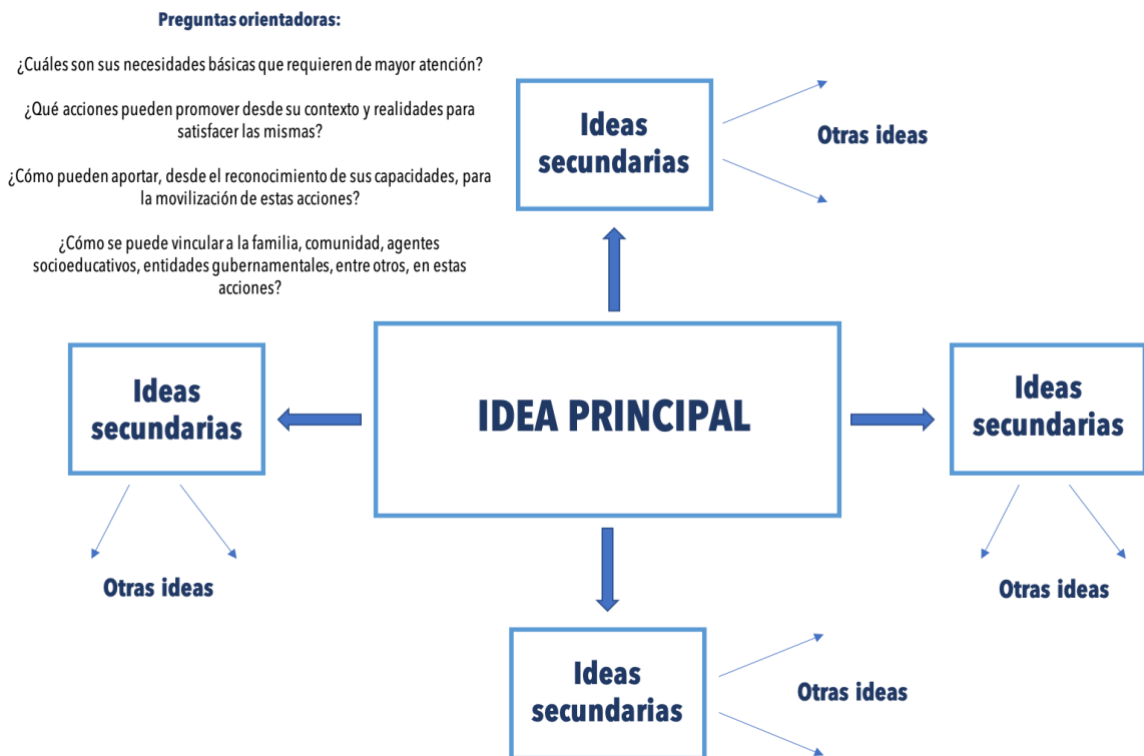 Preguntas orientadoras:
¿Cuáles son sus necesidades básicas que requieren de mayor atención?
¿Qué acciones pueden promover desde su contexto y realidades para
satisfacer las mismas?
¿Cómo pueden aportar, desde el reconocimiento de sus capacidades, para
la movilización de estas acciones?
¿Cómo se puede vincular a la familia, comunidad, agentes
socioeducativos, entidades gubernamentales, entre otros, en estas
acciones?
Ideas
secundarias
Otras ideas
Ideas
secundarias
Otras ideas
IDEA PRINCIPAL
Ideas
secundarias
Otras ideas
Ideas
secundarias
Otras ideas